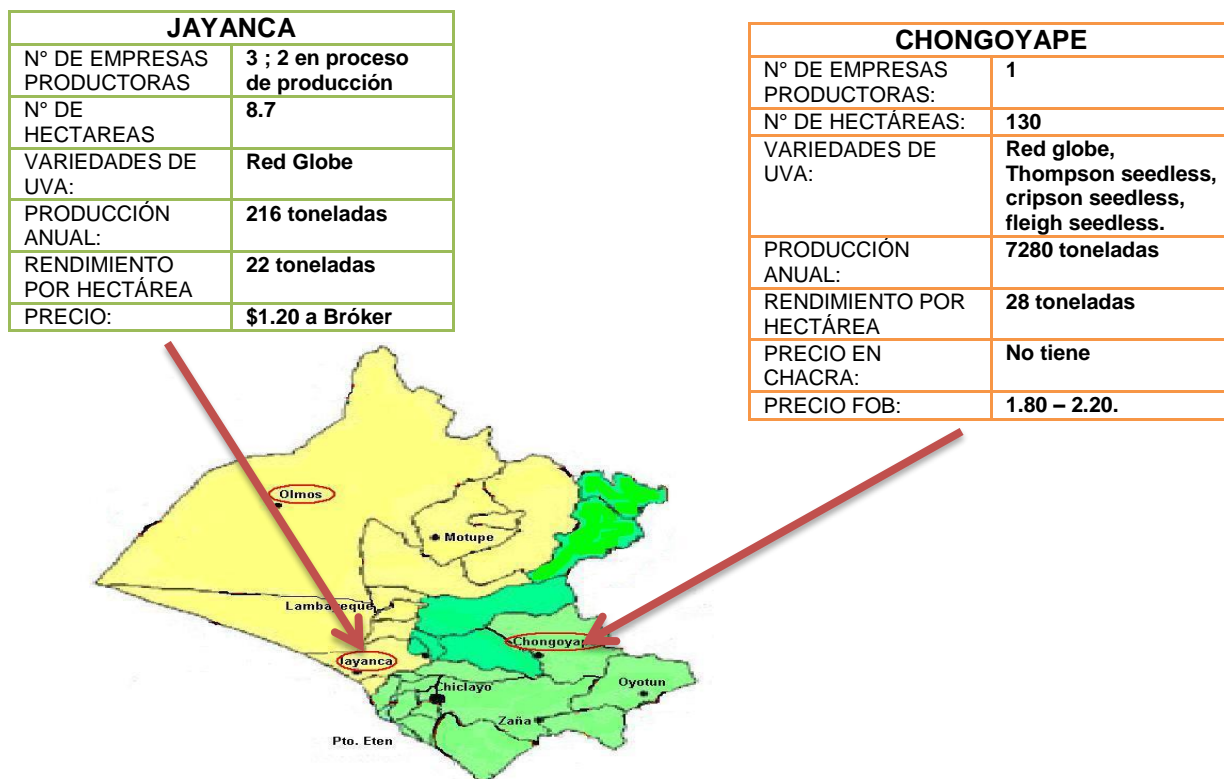 JAYANCA
N° DE EMPRESAS
PRODUCTORAS
3 ; 2 en proceso
de producción
N° DE
HECTAREAS
8.7
VARIEDADES DE
UVA:
Red Globe
PRODUCCIÓN
ANUAL:
216 toneladas
RENDIMIENTO
POR HECTÁREA
22 toneladas
PRECIO:
$1.20 a Bróker
CHONGOYAPE
N° DE EMPRESAS
PRODUCTORAS:
1
N° DE HECTÁREAS:
130
VARIEDADES DE
UVA:
Red globe,
Thompson seedless,
cripson seedless,
fleigh seedless.
PRODUCCIÓN
ANUAL:
7280 toneladas
RENDIMIENTO POR
HECTÁREA
28 toneladas
PRECIO EN
CHACRA:
No tiene
PRECIO FOB:
1.80 – 2.20.
Olmos
Motupe
Lambayeque
Chongoyap
Jayanca
Chiclayo
Oyotun
Zaña
Pto. Eten